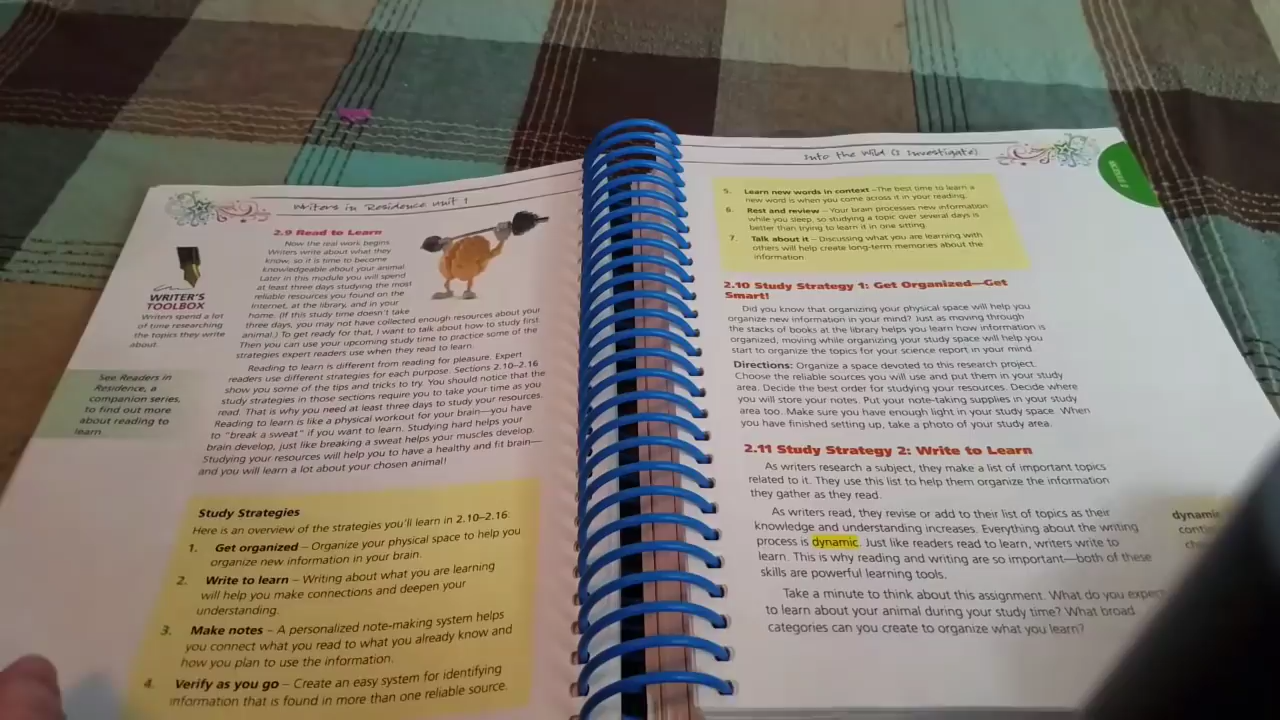 Writers in Residence Unit 1
2.9 Read to Learn
Now the real work begins.
Writers write about what they
know, so it is time to become
knowledgeable about your animal.
Later in this module you will spend
at least three days studying the most
reliable resources you found on the
Internet, at the library, and in your
home. (If this study time doesn't take
three days, you may not have collected enough resources about your
animal.) To get ready for that, I want to talk about how to study first.
Then you can use your upcoming study time to practice some of the
strategies expert readers use when they read to learn.
Reading to learn is different from reading for pleasure. Expert
readers use different strategies for each purpose. Sections 2.10–2.16
show you some of the tips and tricks to try. You should notice that the
study strategies in those sections require you to take your time as you
read. That is why you need at least three days to study your resources.
Reading to learn is like a physical workout for your brain—you have
to "break a sweat" if you want to learn. Studying hard helps your
brain develop, just like breaking a sweat helps your muscles develop.
Studying your resources will help you to have a healthy and fit brain—
and you will learn a lot about your chosen animal!
WRITER'S
TOOLBOX
Writers spend a lot
of time researching
the topics they write
about.
See Readers in
Residence, a
companion series,
to find out more
about reading to
learn.
Study Strategies
Here is an overview of the strategies you'll learn in 2.10–2.16.
1. Get organized – Organize your physical space to help you
organize new information in your brain.
2. Write to learn – Writing about what you are learning
will help you make connections and deepen your
understanding.
3. Make notes – A personalized note-making system helps
you connect what you read to what you already know and
how you plan to use the information.
4. Verify as you go – Create an easy system for identifying
information that is found in more than one reliable source.
Into the Wild (I Investigate)
5. Learn new words in context – The best time to learn a
new word is when you come across it in your reading.
6. Rest and review – Your brain processes new information
while you sleep, so studying a topic over several days is
better than trying to learn it in one sitting.
7. Talk about it – Discussing what you are learning with
others will help create long-term memories about the
information.
2.10 Study Strategy 1: Get Organized—Get
Smart!
Did you know that organizing your physical space will help you
organize new information in your mind? Just as moving through
the stacks of books at the library helps you learn how information is
organized, moving while organizing your study space will help you
start to organize the topics for your science report in your mind.
Directions: Organize a space devoted to this research project.
Choose the reliable sources you will use and put them in your study
area. Decide the best order for studying your resources. Decide where
you will store your notes. Put your note-taking supplies in your study
area too. Make sure you have enough light in your study space. When
you have finished setting up, take a photo of your study area.
2.11 Study Strategy 2: Write to Learn
As writers research a subject, they make a list of important topics
related to it. They use this list to help them organize the information
they gather as they read.
As writers read, they revise or add to their list of topics as their
knowledge and understanding increases. Everything about the writing
process is dynamic. Just like readers read to learn, writers write to
learn. This is why reading and writing are so important—both of these
skills are powerful learning tools.
Take a minute to think about this assignment. What do you expect
to learn about your animal during your study time? What broad
categories can you create to organize what you learn?
dynamic